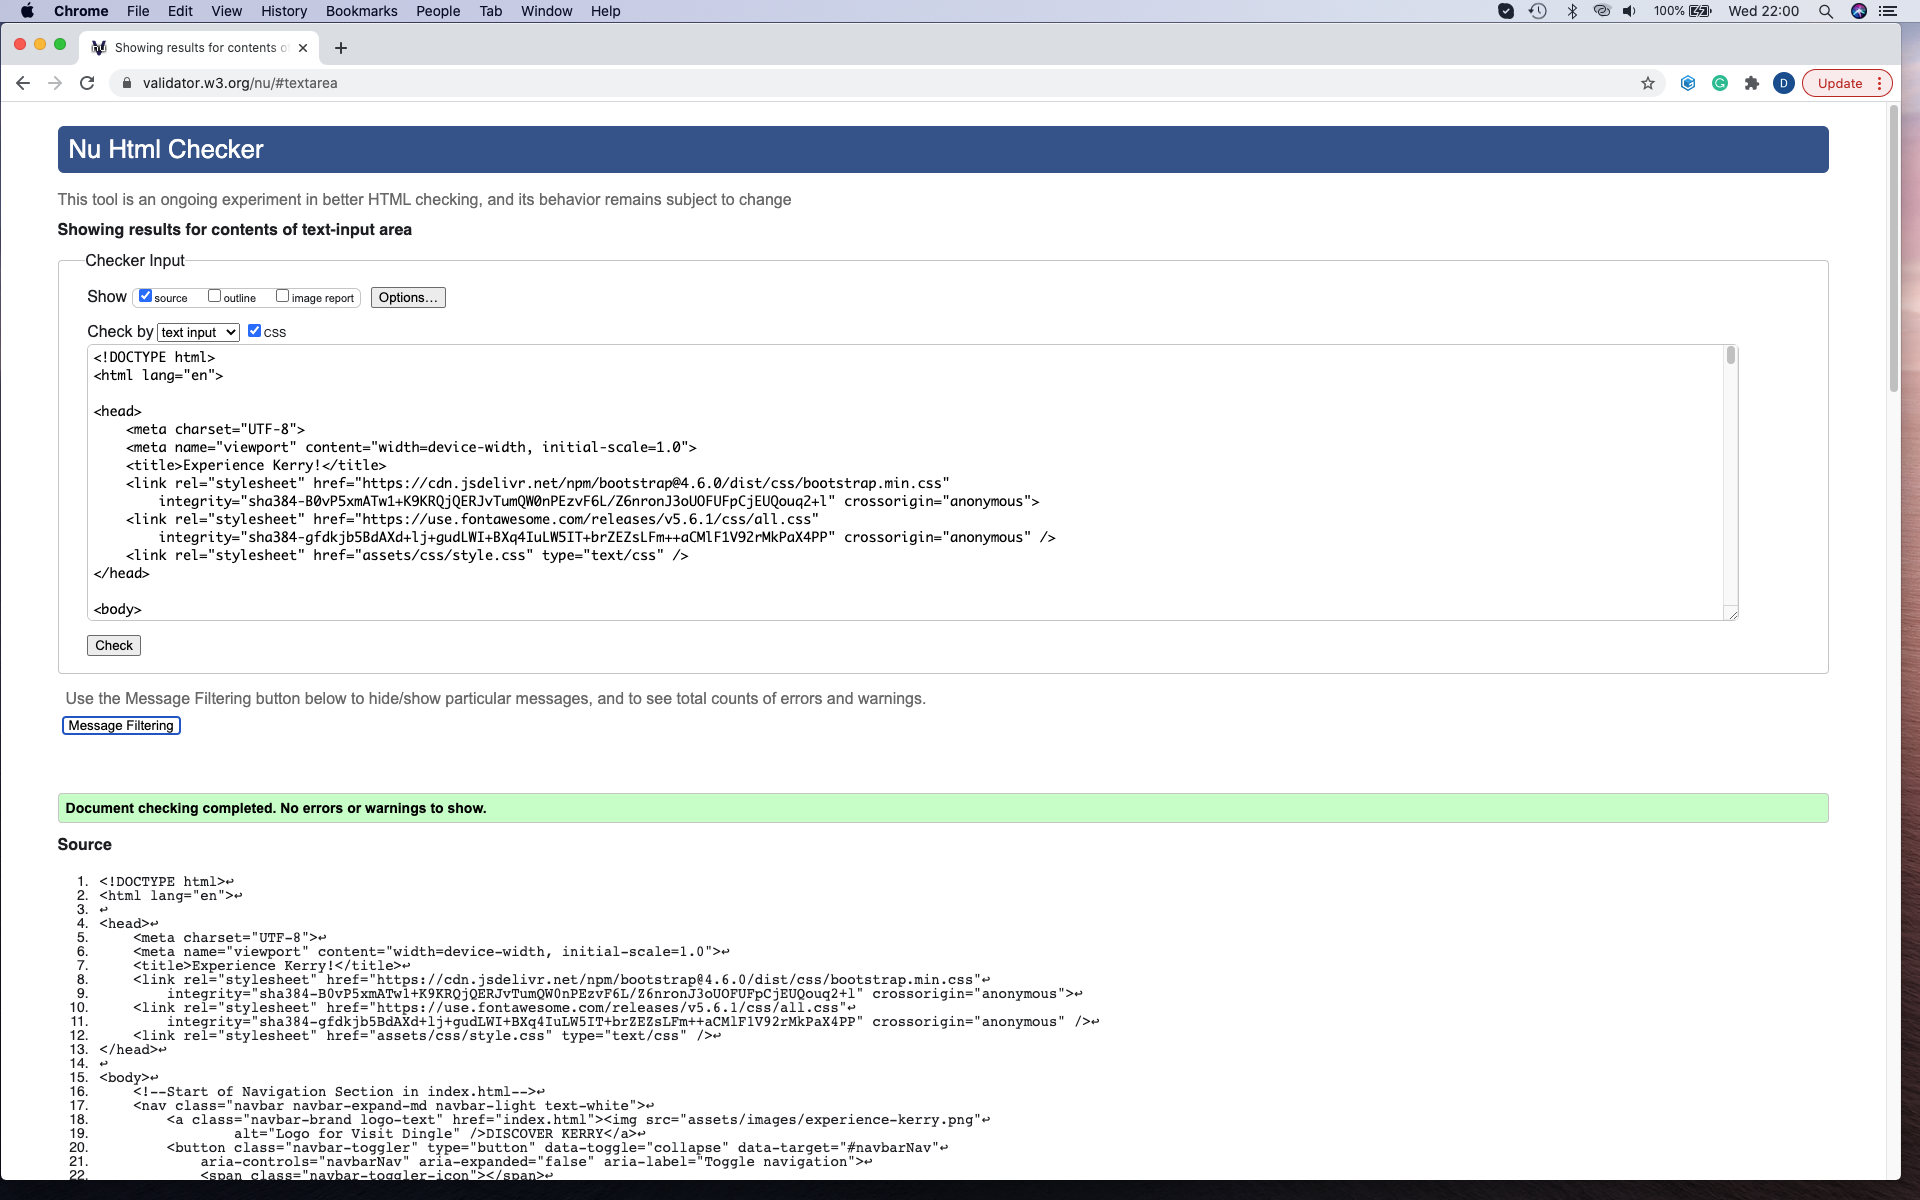 Chrome File Edit View History Bookmarks People Tab Window Help 100% Wed 22:00
Showing results for contents o
validator.w3.org/nu/#textarea D Update
Nu Html Checker
This tool is an ongoing experiment in better HTML checking, and its behavior remains subject to change
Showing results for contents of text-input area
Checker Input
Show source outline image report Options...
Check by text input CSS
<!DOCTYPE html>
<html lang="en">
<head>
<meta charset="UTF-8">
<meta name="viewport" content="width=device-width, initial-scale=1.0">
<title>Experience Kerry!</title>
<link rel="stylesheet" href="https://cdn.jsdelivr.net/npm/bootstrap@4.6.0/dist/css/bootstrap.min.css"
integrity="sha384-B0vP5xmATw1+K9KRQjQERJvTumQW0nPEzvF6L/Z6nronJ3oUOFUFpCjEUQouq2+l" crossorigin="anonymous">
<link rel="stylesheet" href="https://use.fontawesome.com/releases/v5.6.1/css/all.css"
integrity="sha384-gfdkjb5BdAXd+lj+gudLWI+BXq4IuLW5IT+brZEZsLFm++aCMlF1V92rMkPaX4PP" crossorigin="anonymous" />
<link rel="stylesheet" href="assets/css/style.css" type="text/css" />
</head>
<body>
Check
Use the Message Filtering button below to hide/show particular messages, and to see total counts of errors and warnings.
Message Filtering
Document checking completed. No errors or warnings to show.
Source
1. <!DOCTYPE html>↩
2. <html lang="en">↩
3. ↩
4. <head>↩
5. <meta charset="UTF-8">↩
6. <meta name="viewport" content="width=device-width, initial-scale=1.0">↩
7. <title>Experience Kerry!</title>↩
8. <link rel="stylesheet" href="https://cdn.jsdelivr.net/npm/bootstrap@4.6.0/dist/css/bootstrap.min.css"↩
9. integrity="sha384-B0vP5xmATw1+K9KRQjQERJvTumQW0nPEzvF6L/Z6nronJ3oUOFUFpCjEUQouq2+l" crossorigin="anonymous">↩
10. <link rel="stylesheet" href="https://use.fontawesome.com/releases/v5.6.1/css/all.css"↩
11. integrity="sha384-gfdkjb5BdAXd+lj+gudLWI+BXq4IuLW5IT+brZEZsLFm++aCMlF1V92rMkPaX4PP" crossorigin="anonymous" />↩
12. <link rel="stylesheet" href="assets/css/style.css" type="text/css" />↩
13. </head>↩
14. ↩
15. <body>↩
16. <!--Start of Navigation Section in index.html-->↩
17. <nav class="navbar navbar-expand-md navbar-light text-white">↩
18. <a class="navbar-brand logo-text" href="index.html"><img src="assets/images/experience-kerry.png"↩
19. alt="Logo for Visit Dingle" />DISCOVER KERRY</a>↩
20. <button class="navbar-toggler" type="button" data-toggle="collapse" data-target="#navbarNav"↩
21. aria-controls="navbarNav" aria-expanded="false" aria-label="Toggle navigation">↩
22. <span class="navbar-toggler-icon"></span>↩